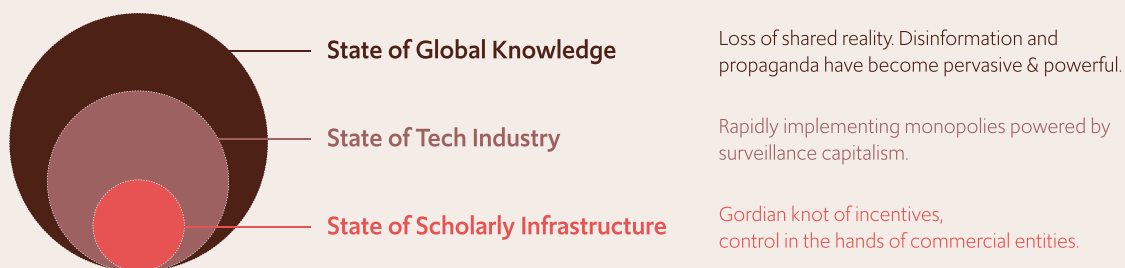 State of Global Knowledge
Loss of shared reality. Disinformation and
propaganda have become pervasive & powerful.
State of Tech Industry
Rapidly implementing monopolies powered by
surveillance capitalism.
State of Scholarly Infrastructure
Gordian knot of incentives,
control in the hands of commercial entities.